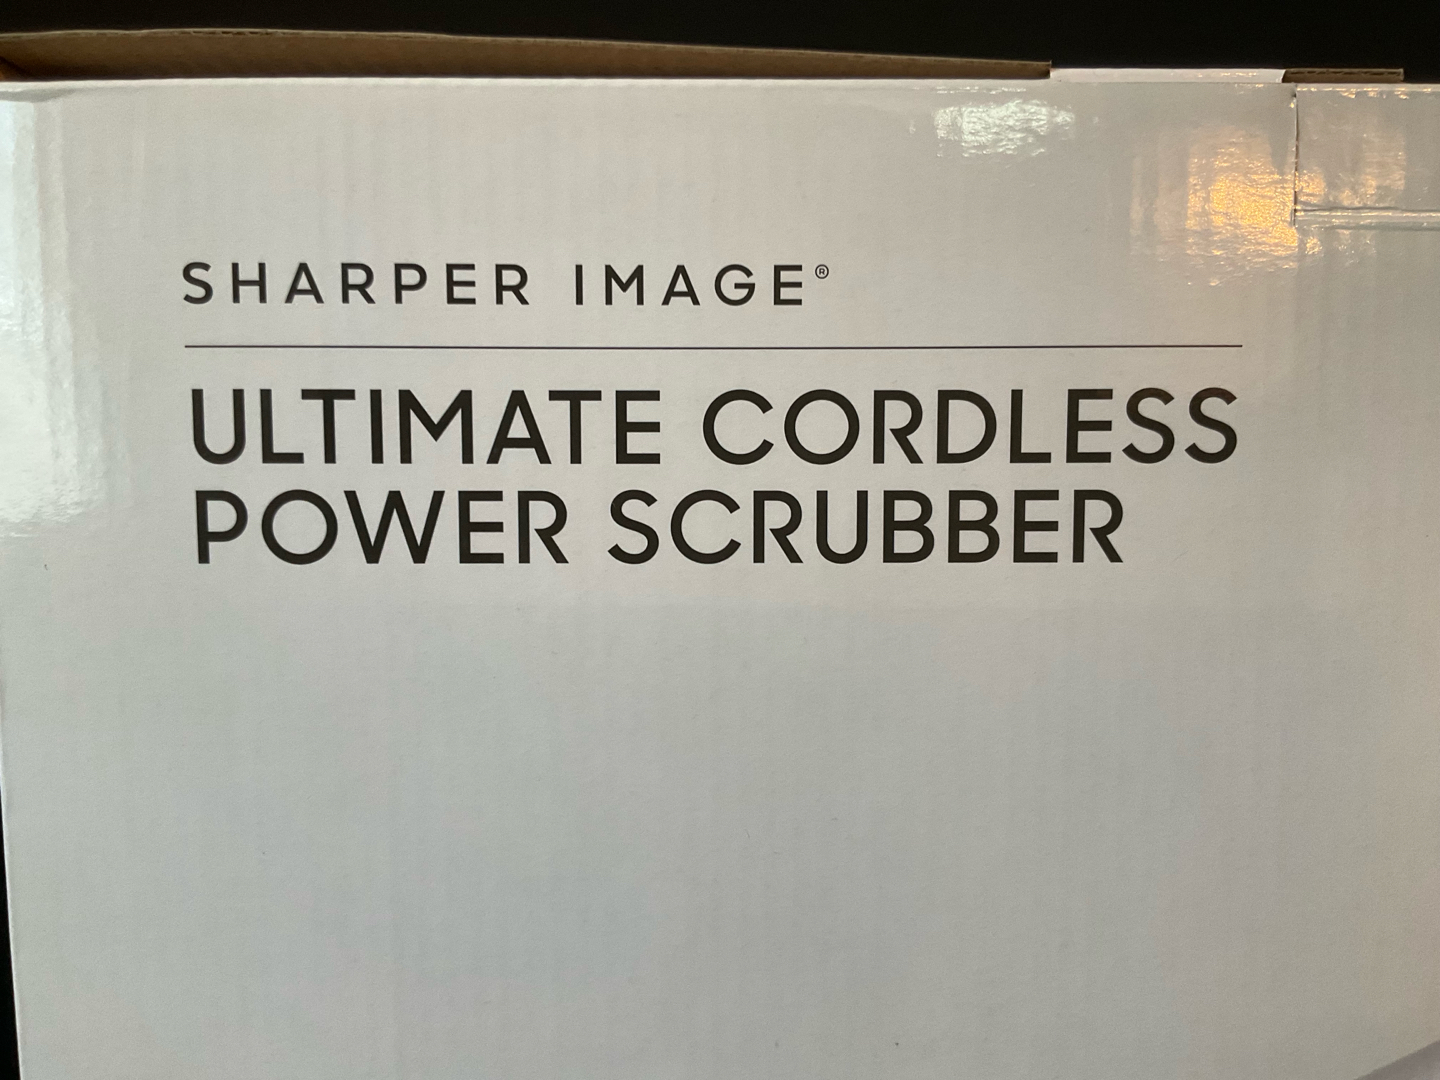 SHARPER IMAGE®
ULTIMATE CORDLESS
POWER SCRUBBER